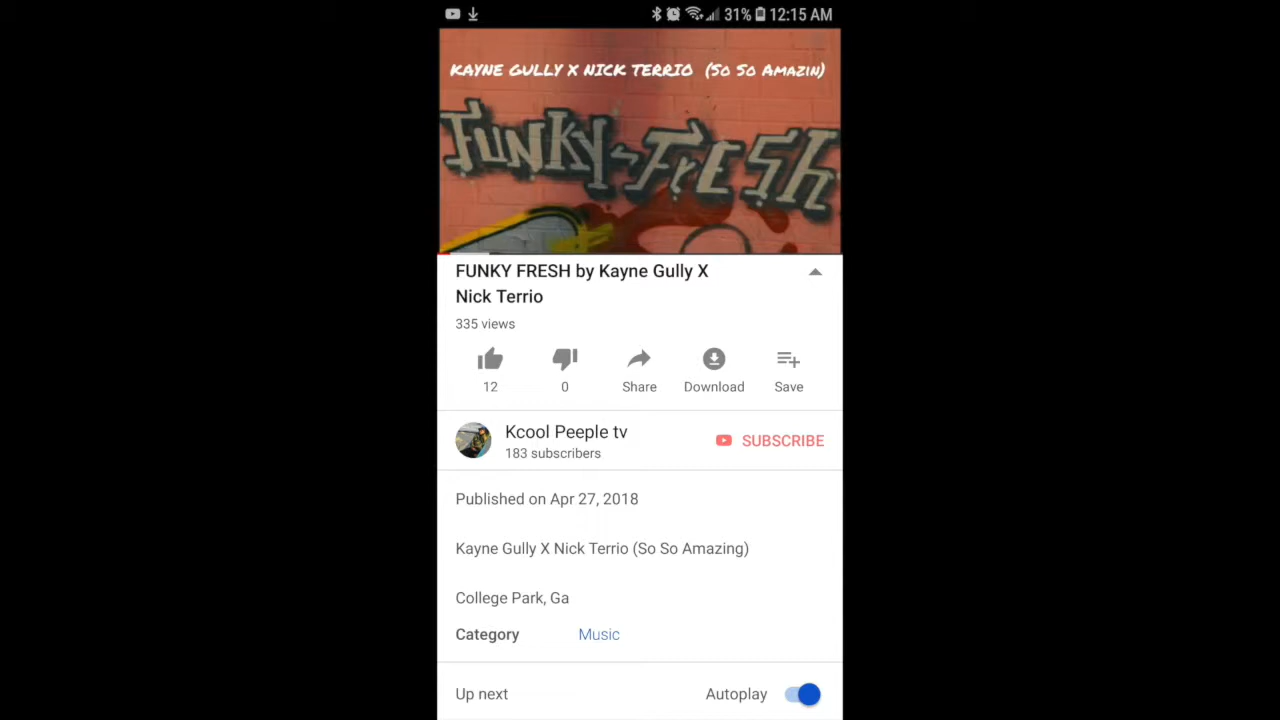 31% 12:15 AM
KAYNE GULLY X NICK TERRIO (SO SO AMAZIN)
FUNKY-FRESH
FUNKY FRESH by Kayne Gully X
Nick Terrio
335 views
12 0 Share Download Save
Kcool Peeple tv
183 subscribers
SUBSCRIBE
Published on Apr 27, 2018
Kayne Gully X Nick Terrio (So So Amazing)
College Park, Ga
Category Music
Up next Autoplay